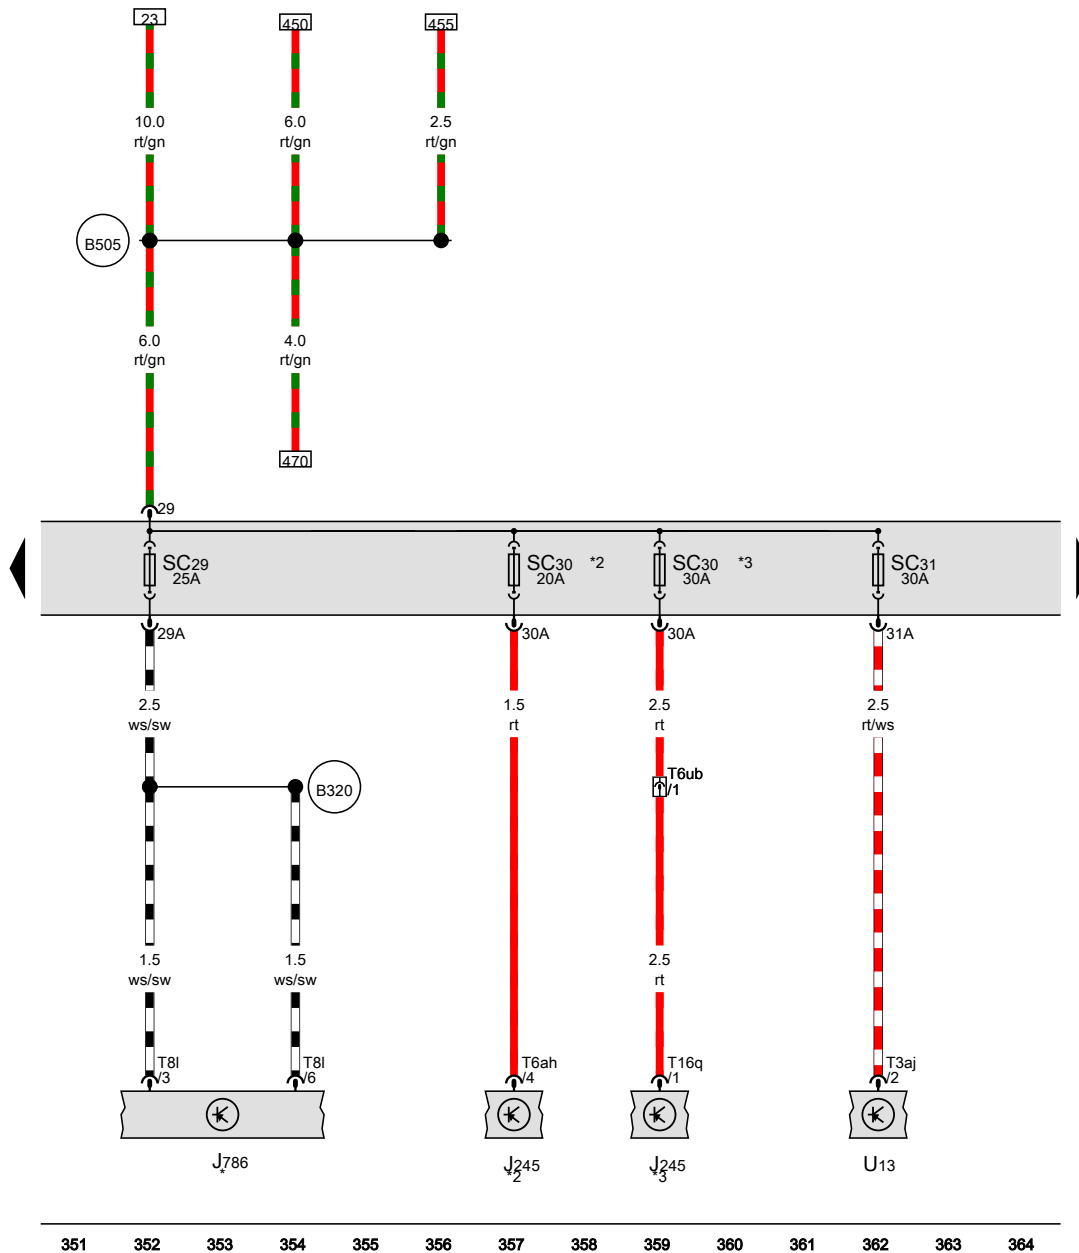 23
450
455
10.0
rt/gn
6.0
rt/gn
2.5
rt/gn
B505
6.0
rt/gn
4.0
rt/gn
470
29
SC29
25A
SC30
20A
*2
SC30
30A
*3
SC31
30A
29A
30A
30A
31A
2.5
ws/sw
1.5
rt
2.5
rt
2.5
rt/ws
T6ub
/1
B320
1.5
ws/sw
1.5
ws/sw
2.5
rt
T8l
/3
T8l
/6
T6ah
/4
T16q
/1
T3aj
/2
J786
*
J245
*2
J245
*3
U13
351 352 353 354 355 356 357 358 359 360 361 362 363 364